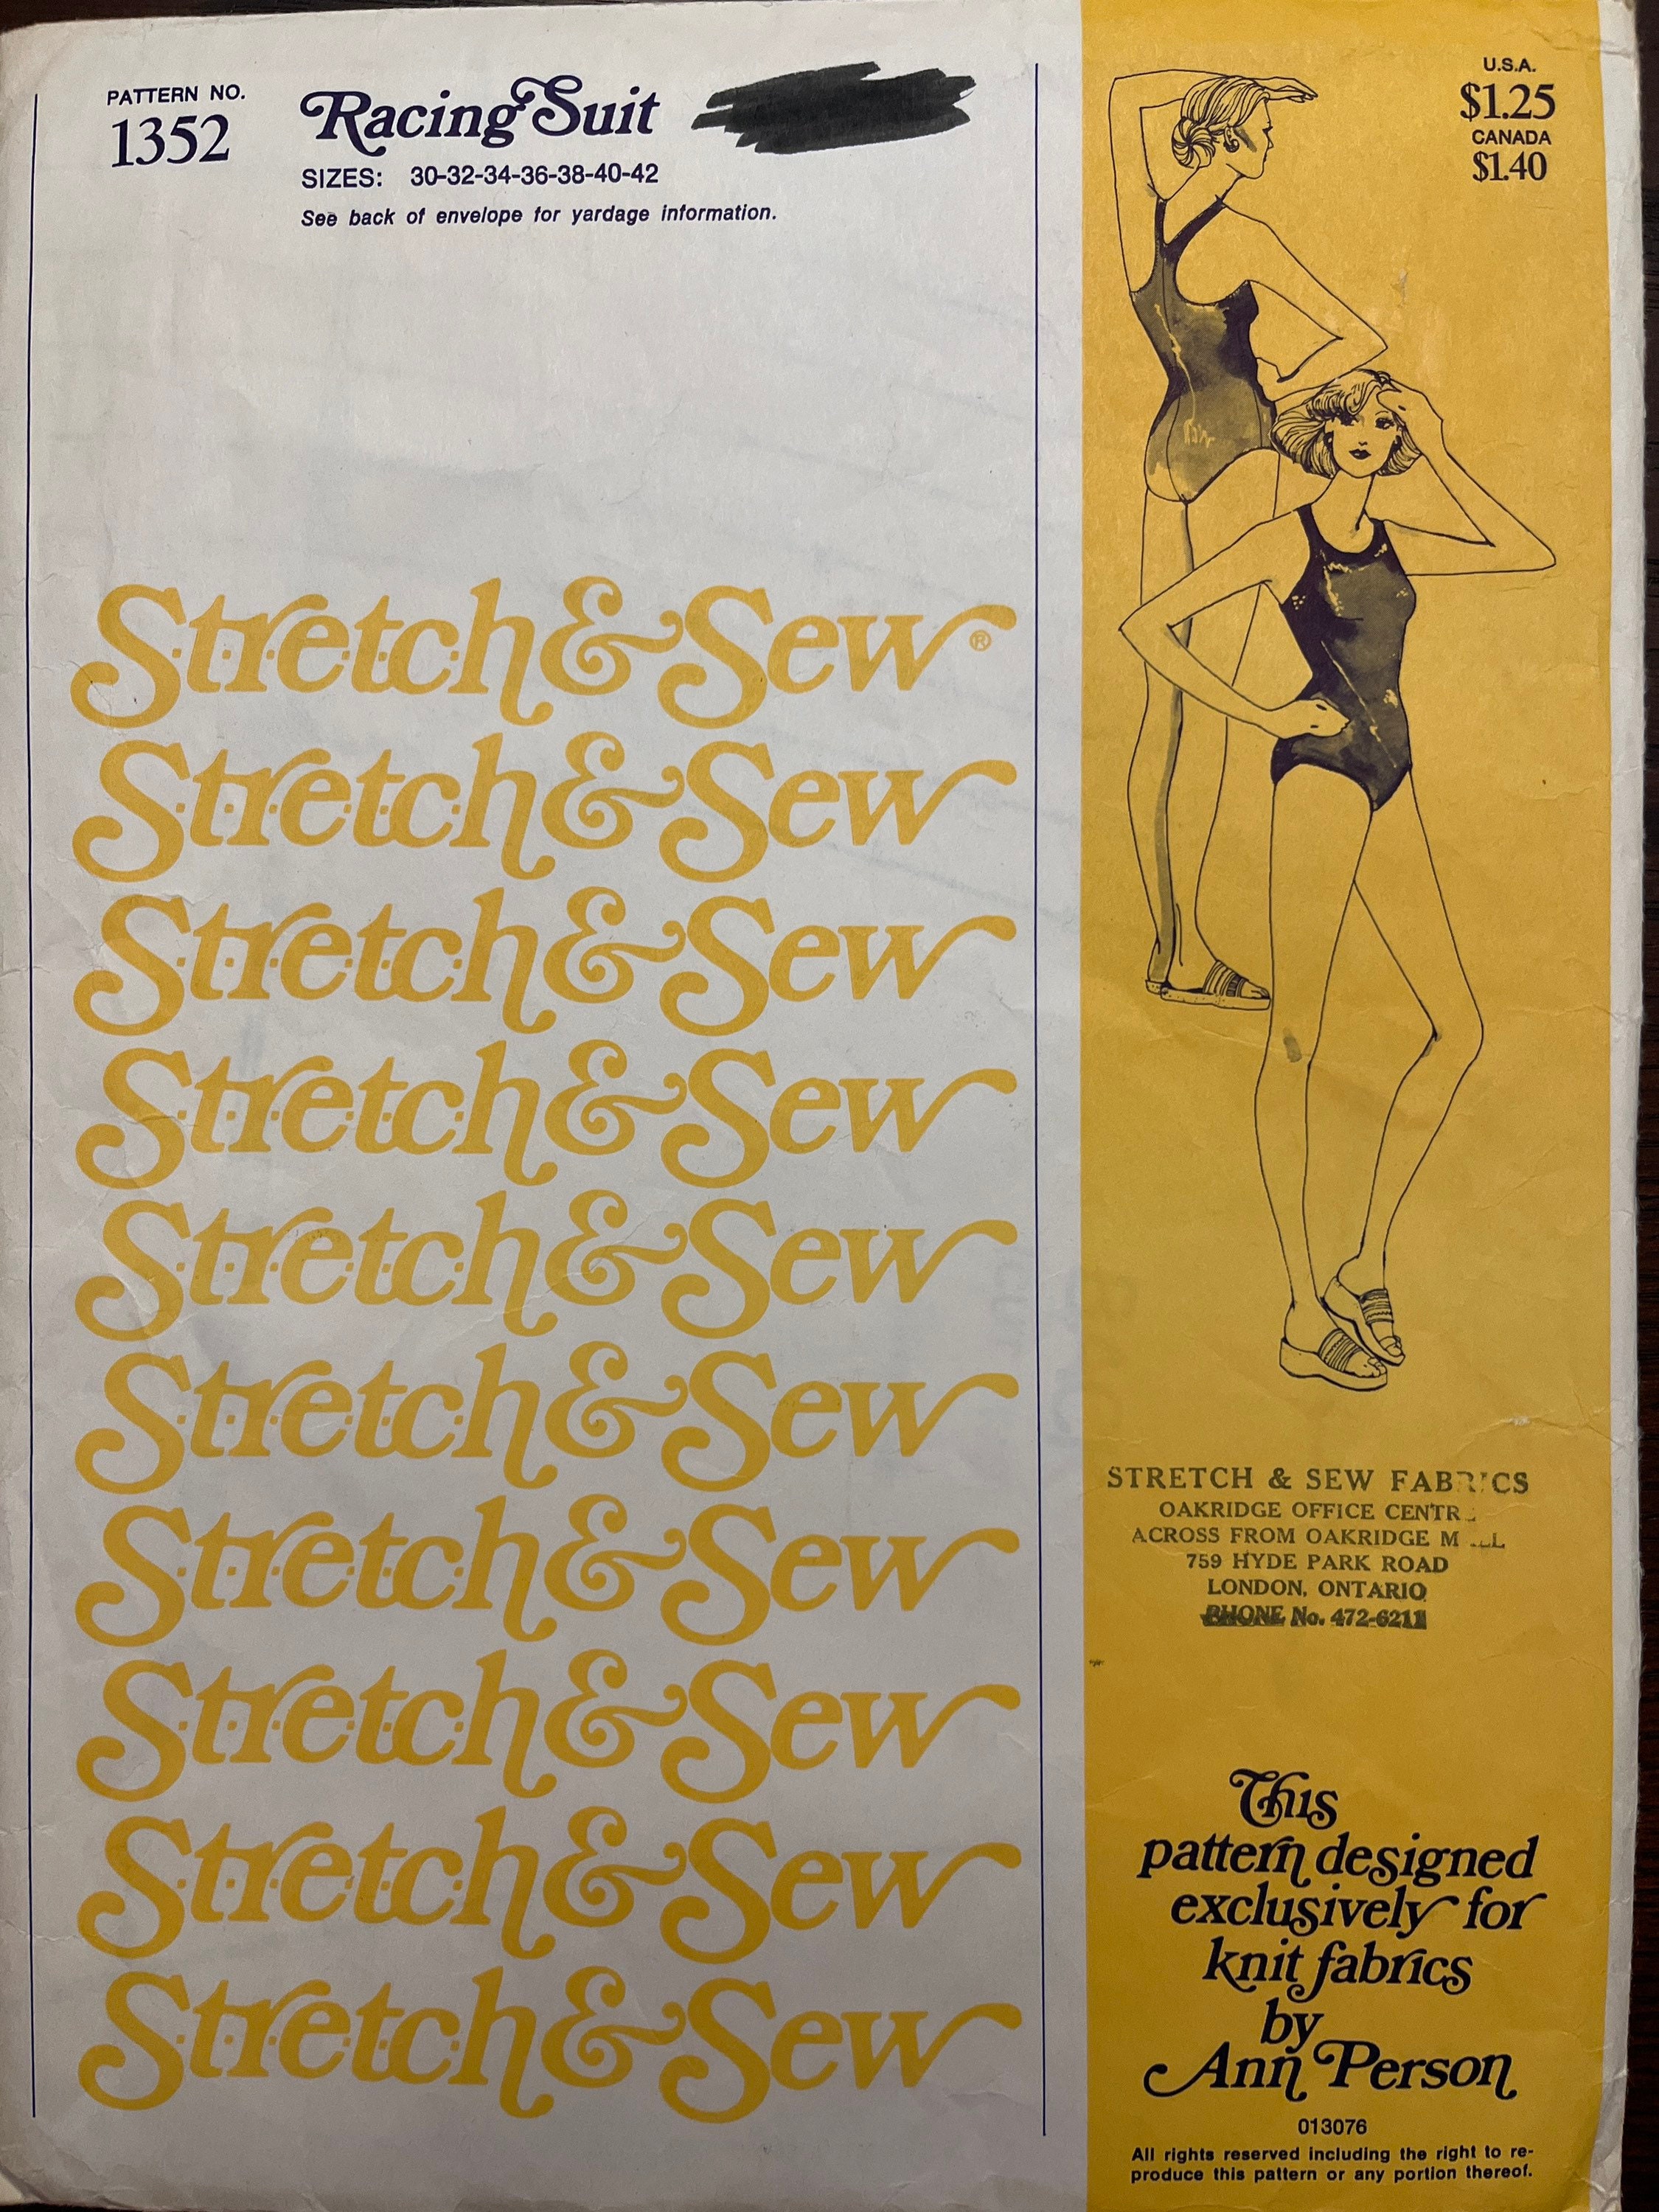 PATTERN NO.
1352
Racing Suit
SIZES: 30-32-34-36-38-40-42
See back of envelope for yardage information.
U.S.A.
$1.25
CANADA
$1.40
Stretch & Sew®
Stretch & Sew
Stretch & Sew
Stretch & Sew
Stretch & Sew
Stretch & Sew
Stretch & Sew
Stretch & Sew
Stretch & Sew
Stretch & Sew
STRETCH & SEW FABRICS
OAKRIDGE OFFICE CENTR
ACROSS FROM OAKRIDGE M LL
759 HYDE PARK ROAD
LONDON, ONTARIO
PHONE No. 472-6211
This
pattern designed
exclusively for
knit fabrics
by
Ann Person
013076
All rights reserved including the right to re-
produce this pattern or any portion thereof.